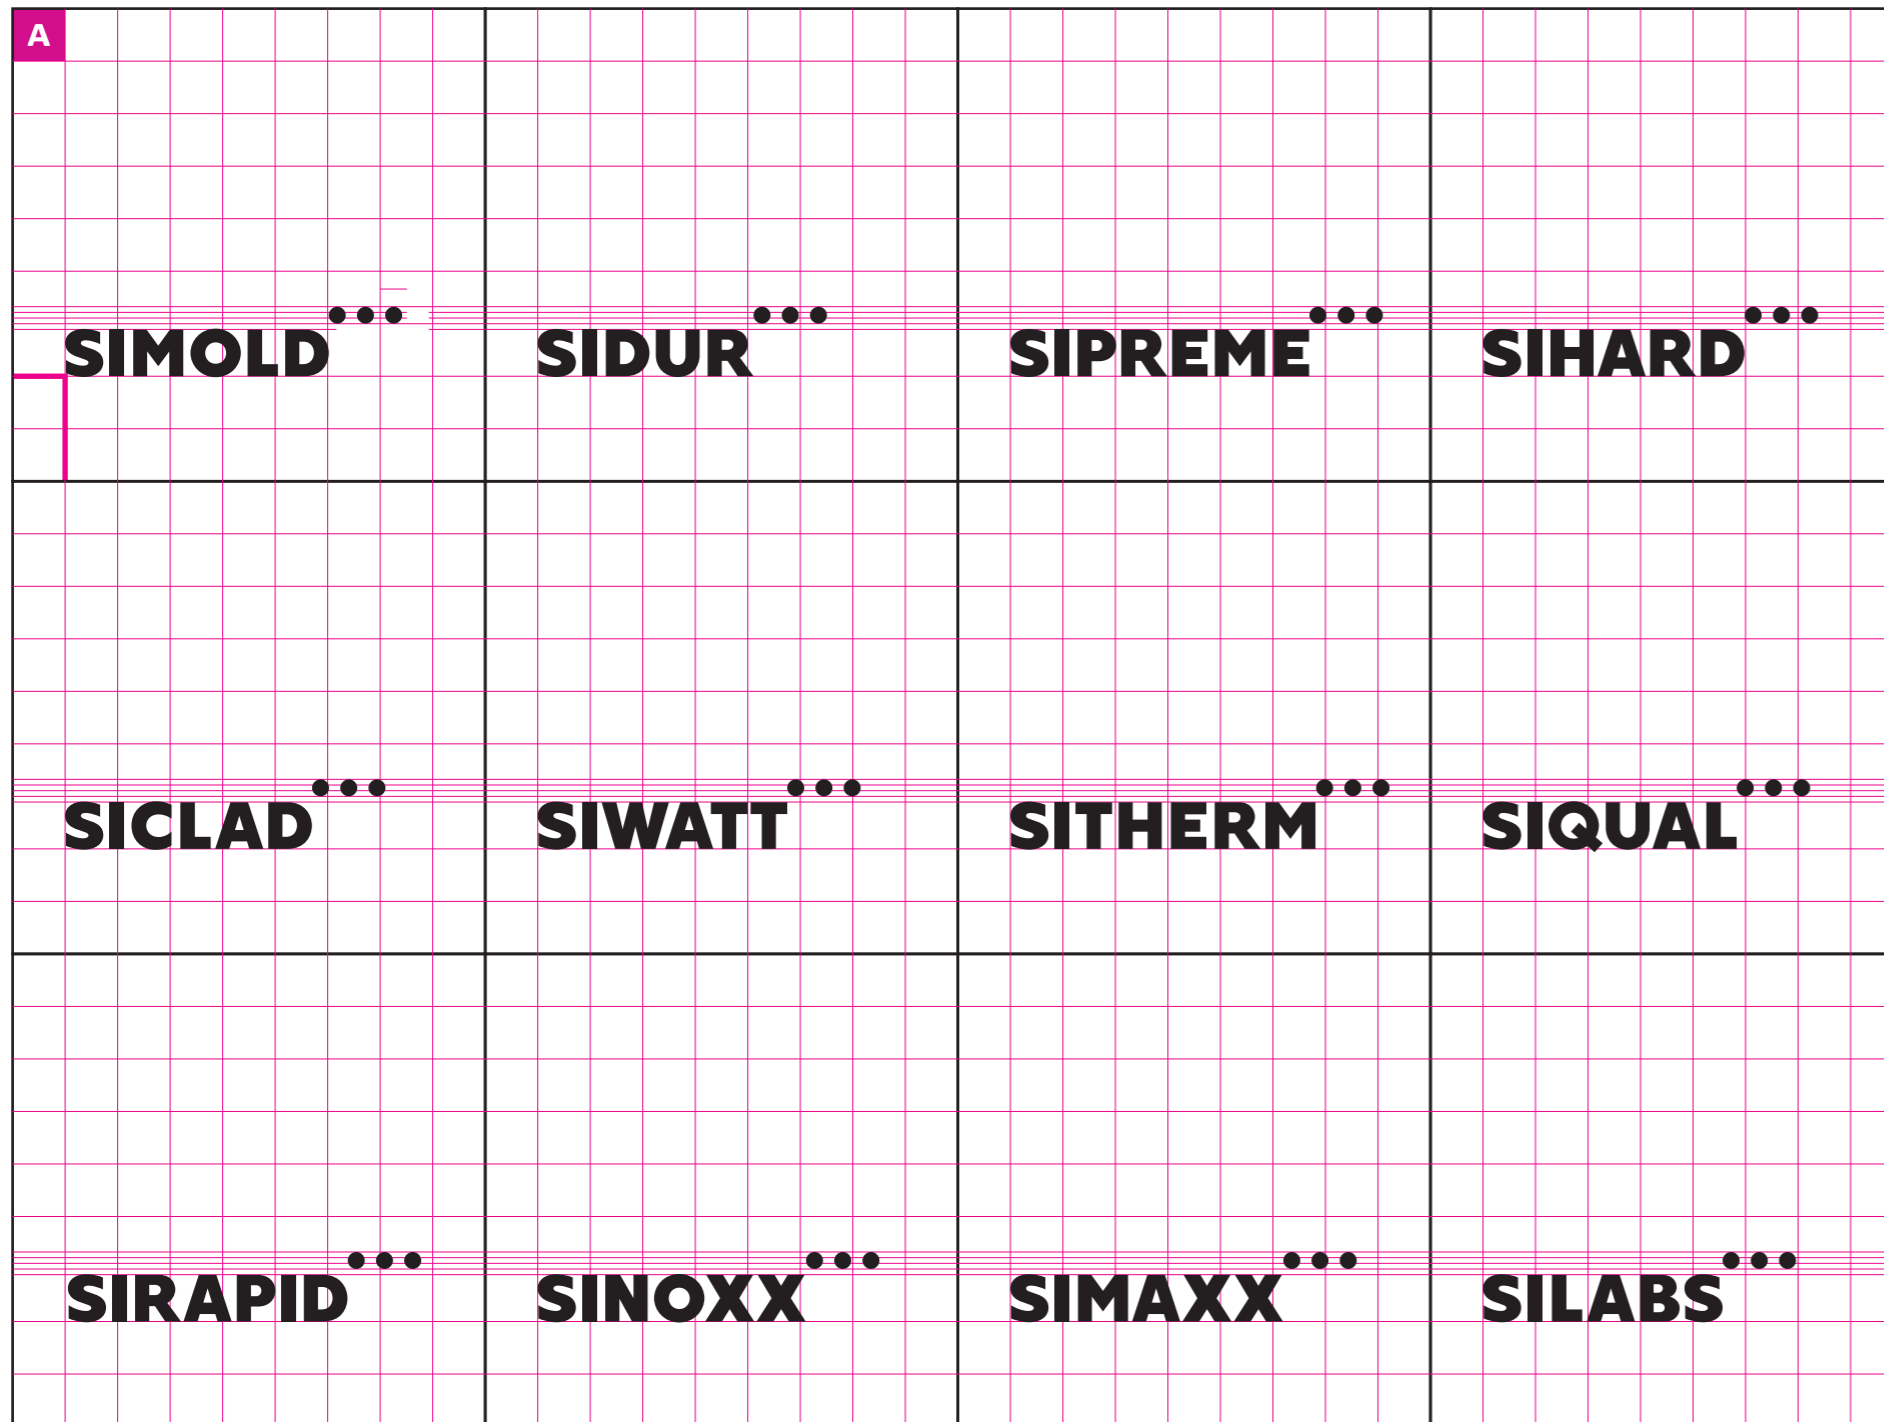 A
SIMOLD••• SIDUR••• SIPREME••• SIHARD•••
SICLAD••• SIWATT••• SITHERM••• SIQUAL•••
SIRAPID••• SINOXX••• SIMAXX••• SILABS•••